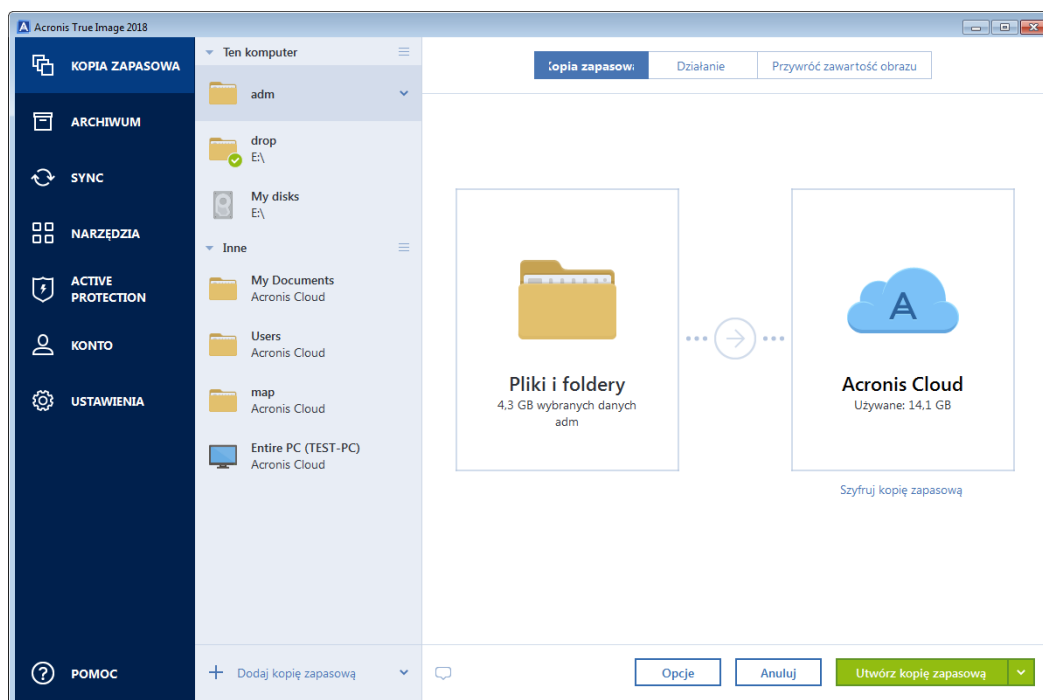 Acronis True Image 2018
KOPIA ZAPASOWA
ARCHIWUM
SYNC
NARZĘDZIA
ACTIVE
PROTECTION
KONTO
USTAWIENIA
POMOC
Ten komputer
adm
drop
E:\
My disks
E:\
Inne
My Documents
Acronis Cloud
Users
Acronis Cloud
map
Acronis Cloud
Entire PC (TEST-PC)
Acronis Cloud
Dodaj kopię zapasową
opia zapasow
Działanie
Przywróć zawartość obrazu
Pliki i foldery
4,3 GB wybranych danych
adm
Acronis Cloud
Używane: 14,1 GB
Szyfruj kopię zapasową
Opcje
Anuluj
Utwórz kopię zapasową